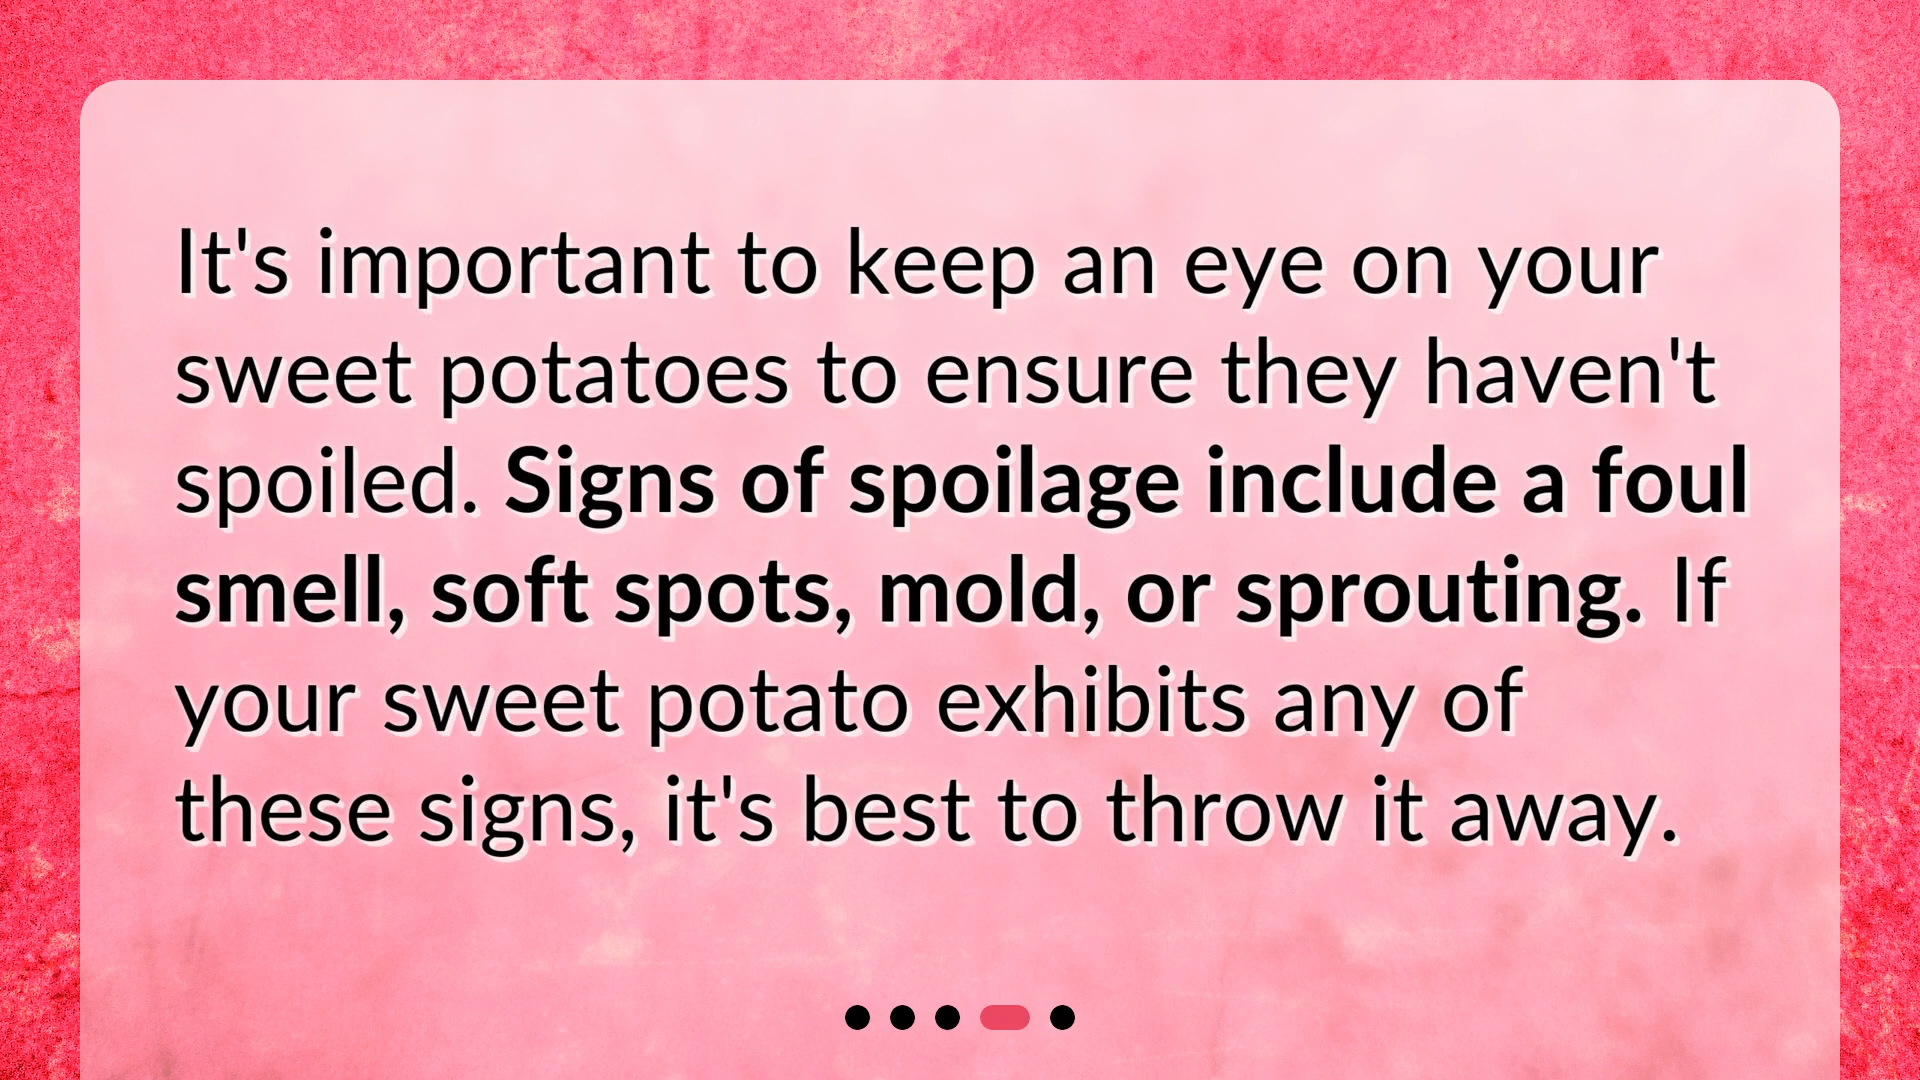 It's important to keep an eye on your
sweet potatoes to ensure they haven't
spoiled. Signs of spoilage include a foul
smell, soft spots, mold, or sprouting. If
your sweet potato exhibits any of
these signs, it's best to throw it away.